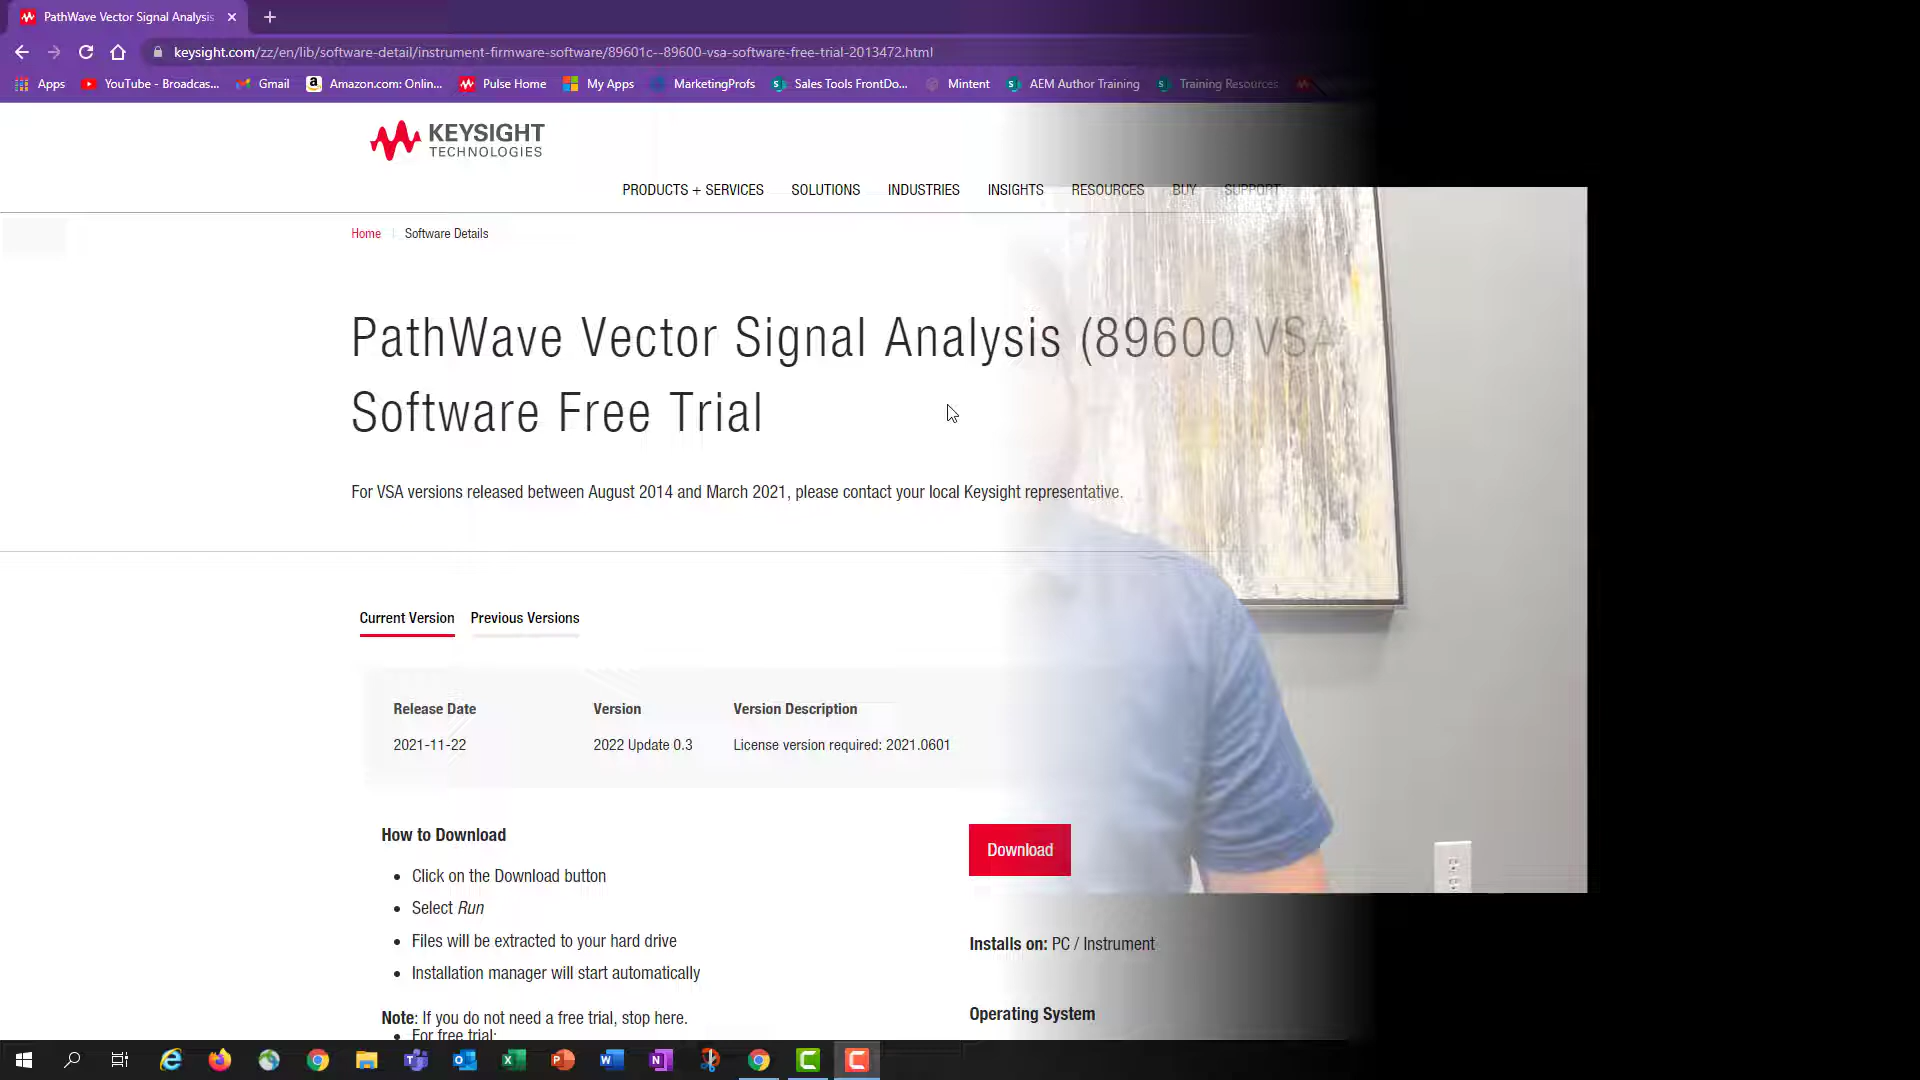 PathWave Vector Signal Analysis
keysight.com/zz/en/lib/software-detail/instrument-firmware-software/89601c--89600-vsa-software-free-trial-2013472.html
Apps YouTube - Broadcas... Gmail Amazon.com: Onlin... Pulse Home My Apps MarketingProfs Sales Tools FrontDo... Mintent AEM Author Training Training Resources
KEYSIGHT
TECHNOLOGIES
PRODUCTS + SERVICES SOLUTIONS INDUSTRIES INSIGHTS RESOURCES BUY SUPPORT
Home Software Details
PathWave Vector Signal Analysis (89600 VSA
Software Free Trial
For VSA versions released between August 2014 and March 2021, please contact your local Keysight representative.
Current Version Previous Versions
Release Date Version Version Description
2021-11-22 2022 Update 0.3 License version required: 2021.0601
How to Download
Download
• Click on the Download button
• Select Run
• Files will be extracted to your hard drive
Installs on: PC / Instrument
• Installation manager will start automatically
Note: If you do not need a free trial, stop here.
Operating System
• For free trial: